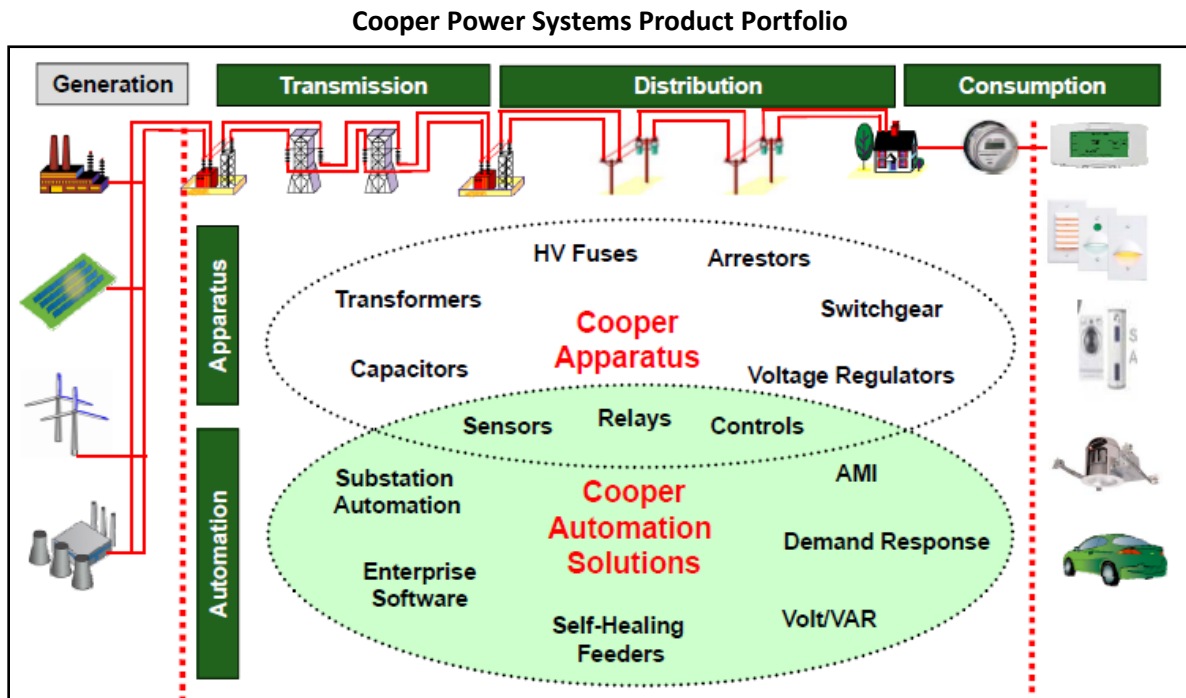 Cooper Power Systems Product Portfolio
Generation
Transmission
Distribution
Consumption
Apparatus
HV Fuses
Arrestors
Transformers
Switchgear
Cooper
Apparatus
Capacitors
Voltage Regulators
Sensors
Relays
Controls
Automation
Substation
Automation
Cooper
Automation
Solutions
AMI
Demand Response
Enterprise
Software
Self-Healing
Feeders
Volt/VAR
S
A